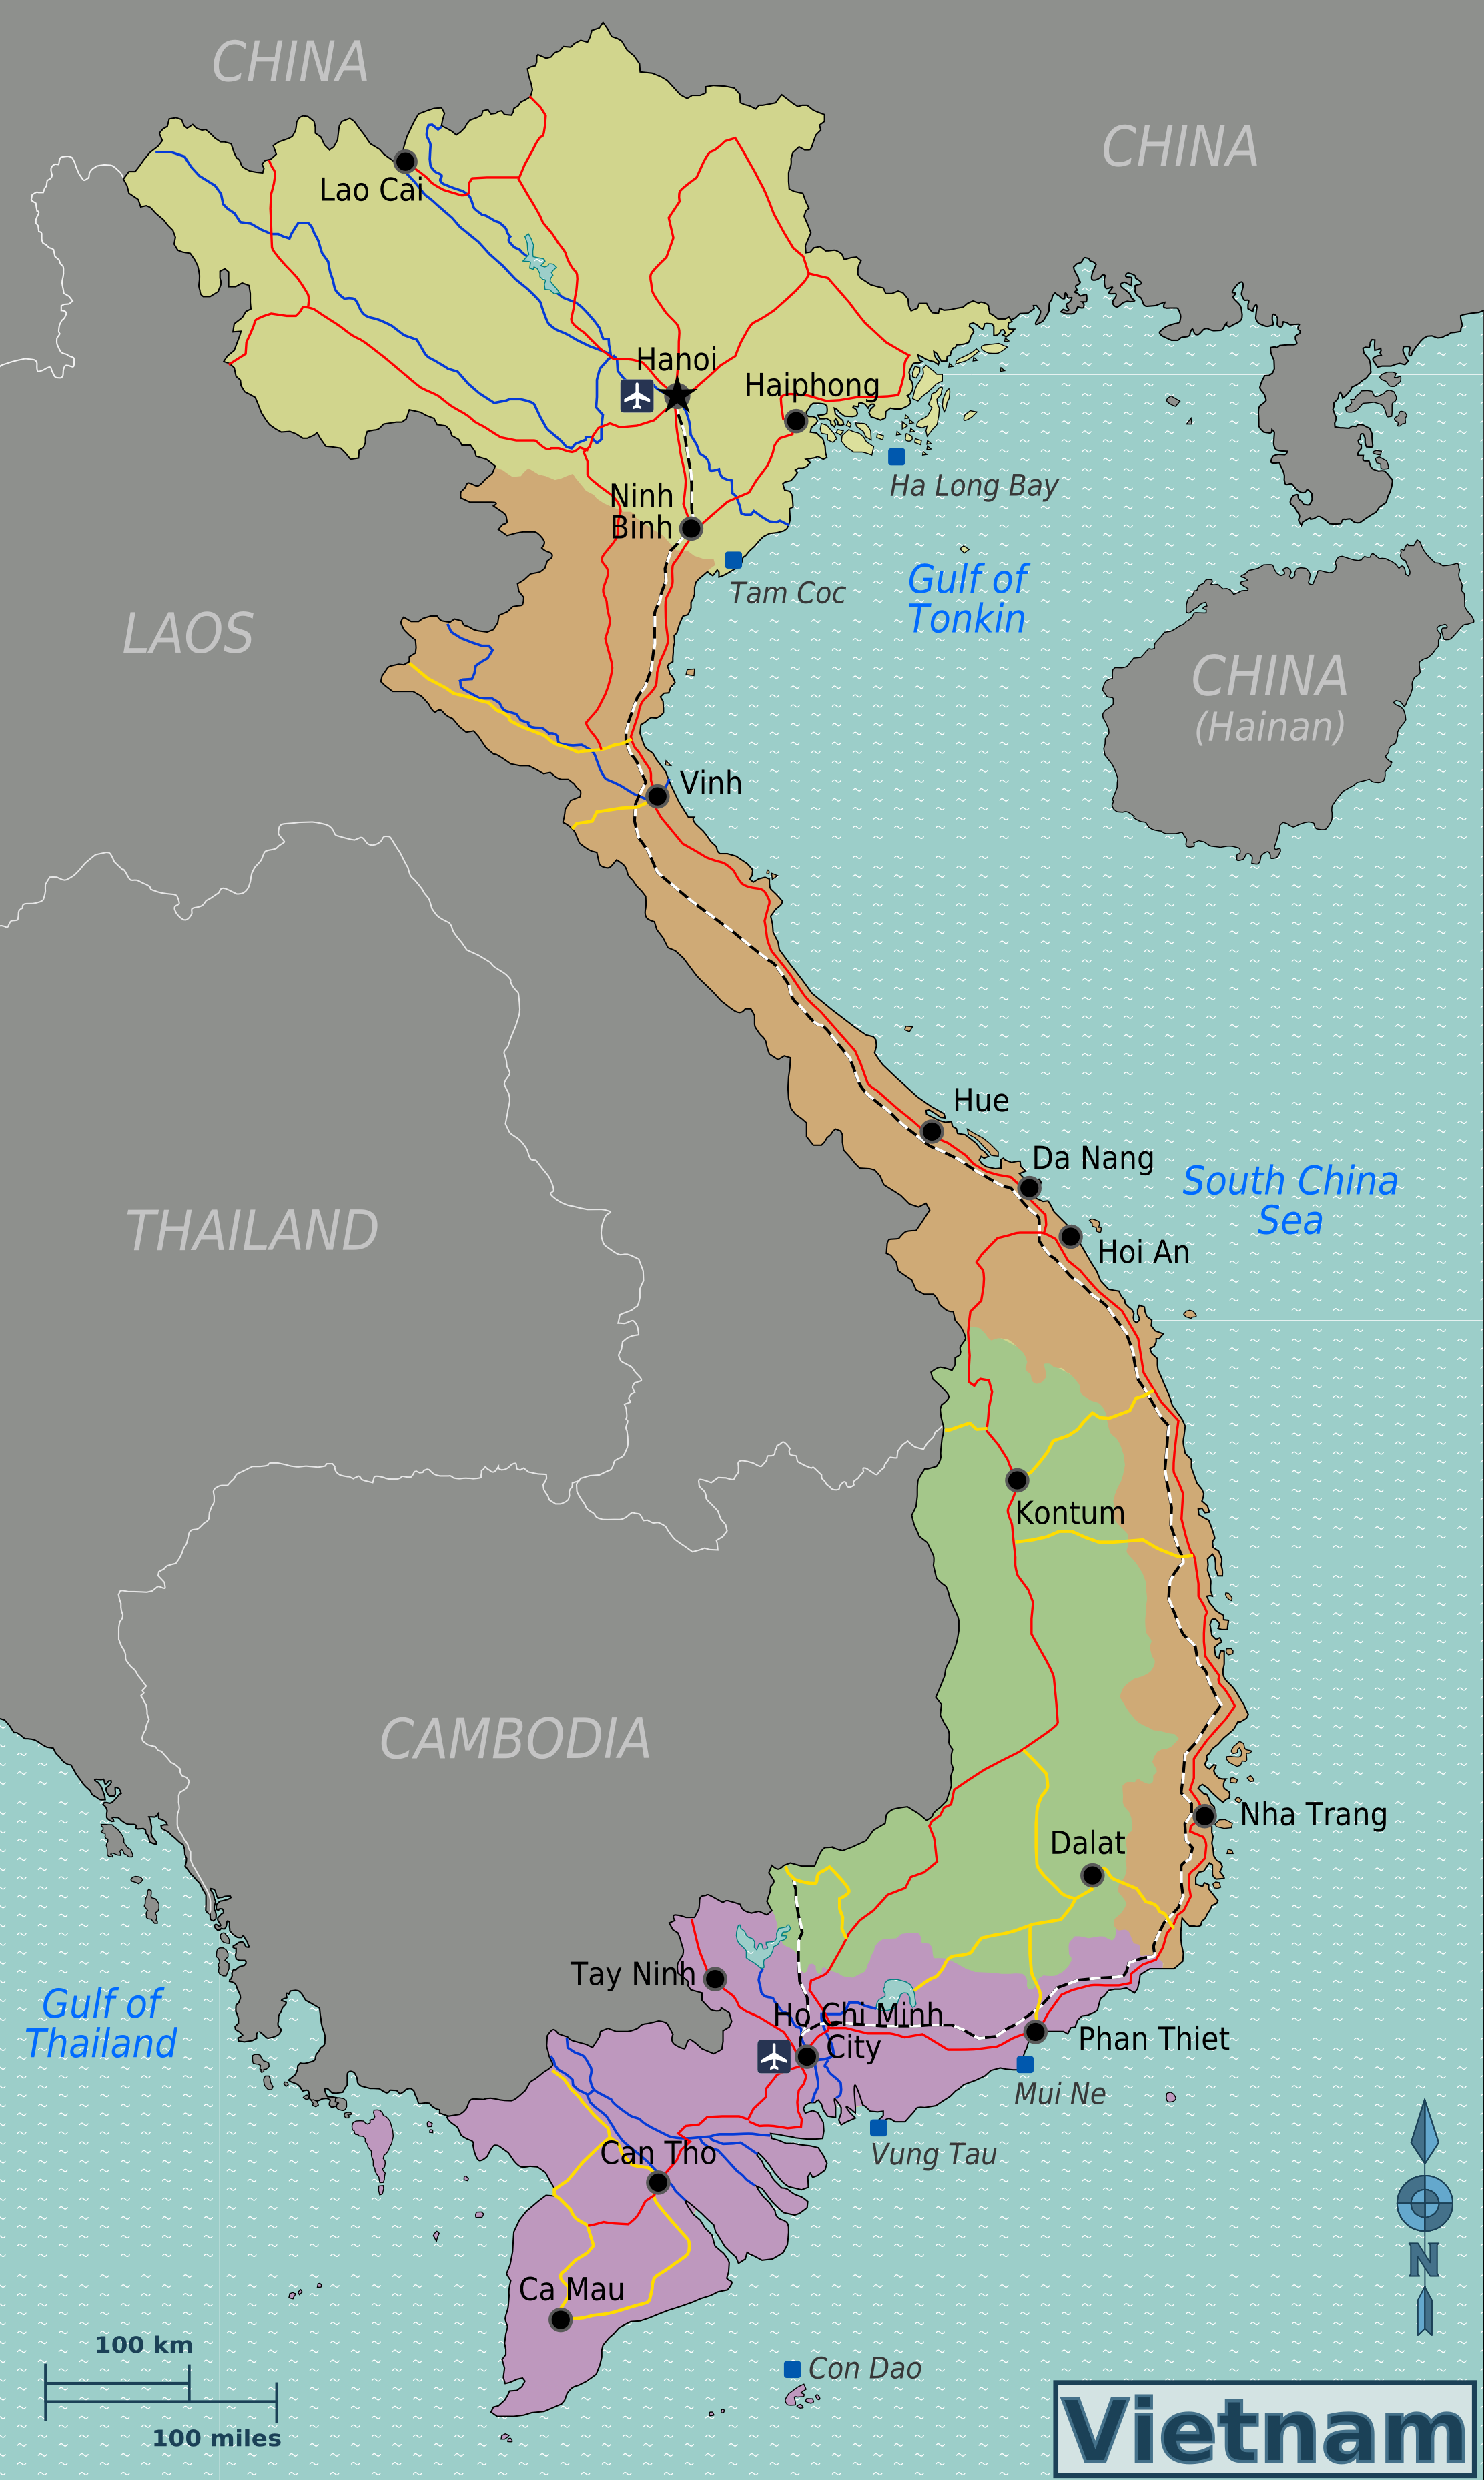 CHINA
CHINA
Lao Cai
Hanoi
Haiphong
Ha Long Bay
Ninh
Binh
Tam Coc
Gulf of
Tonkin
LAOS
CHINA
(Hainan)
Vinh
Hue
Da Nang
South China
Sea
THAILAND
Hoi An
Kontum
CAMBODIA
Nha Trang
Dalat
Tay Ninh
Gulf of
Thailand
Ho Chi Minh
City
Phan Thiet
Mui Ne
Vung Tau
Can Tho
N
Ca Mau
100 km
Con Dao
100 miles
Vietnam